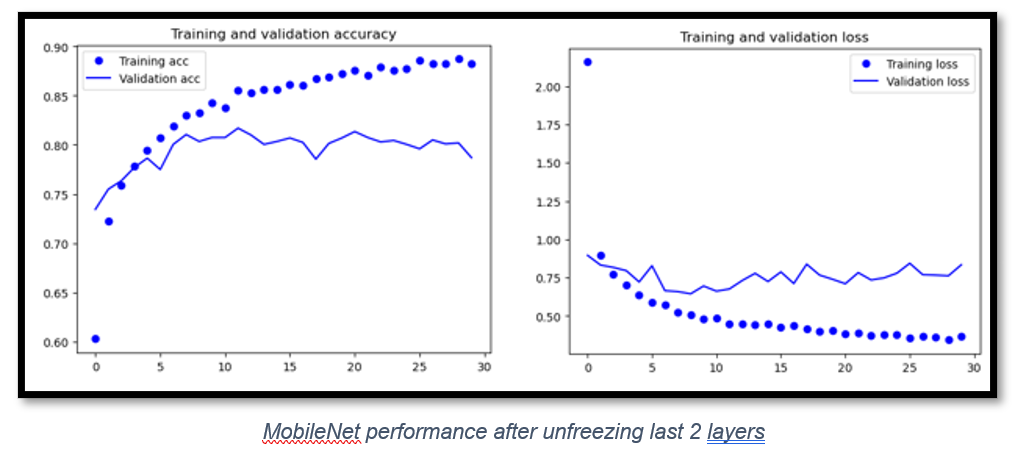 Training and validation accuracy
0.90
0.85
0.80
0.75
0.70
0.65
0.60
Training acc
Validation acc
0 5 10 15 20 25 30
Training and validation loss
2.00
1.75
1.50
1.25
1.00
0.75
0.50
Training loss
Validation loss
0 5 10 15 20 25 30
MobileNet performance after unfreezing last 2 layers